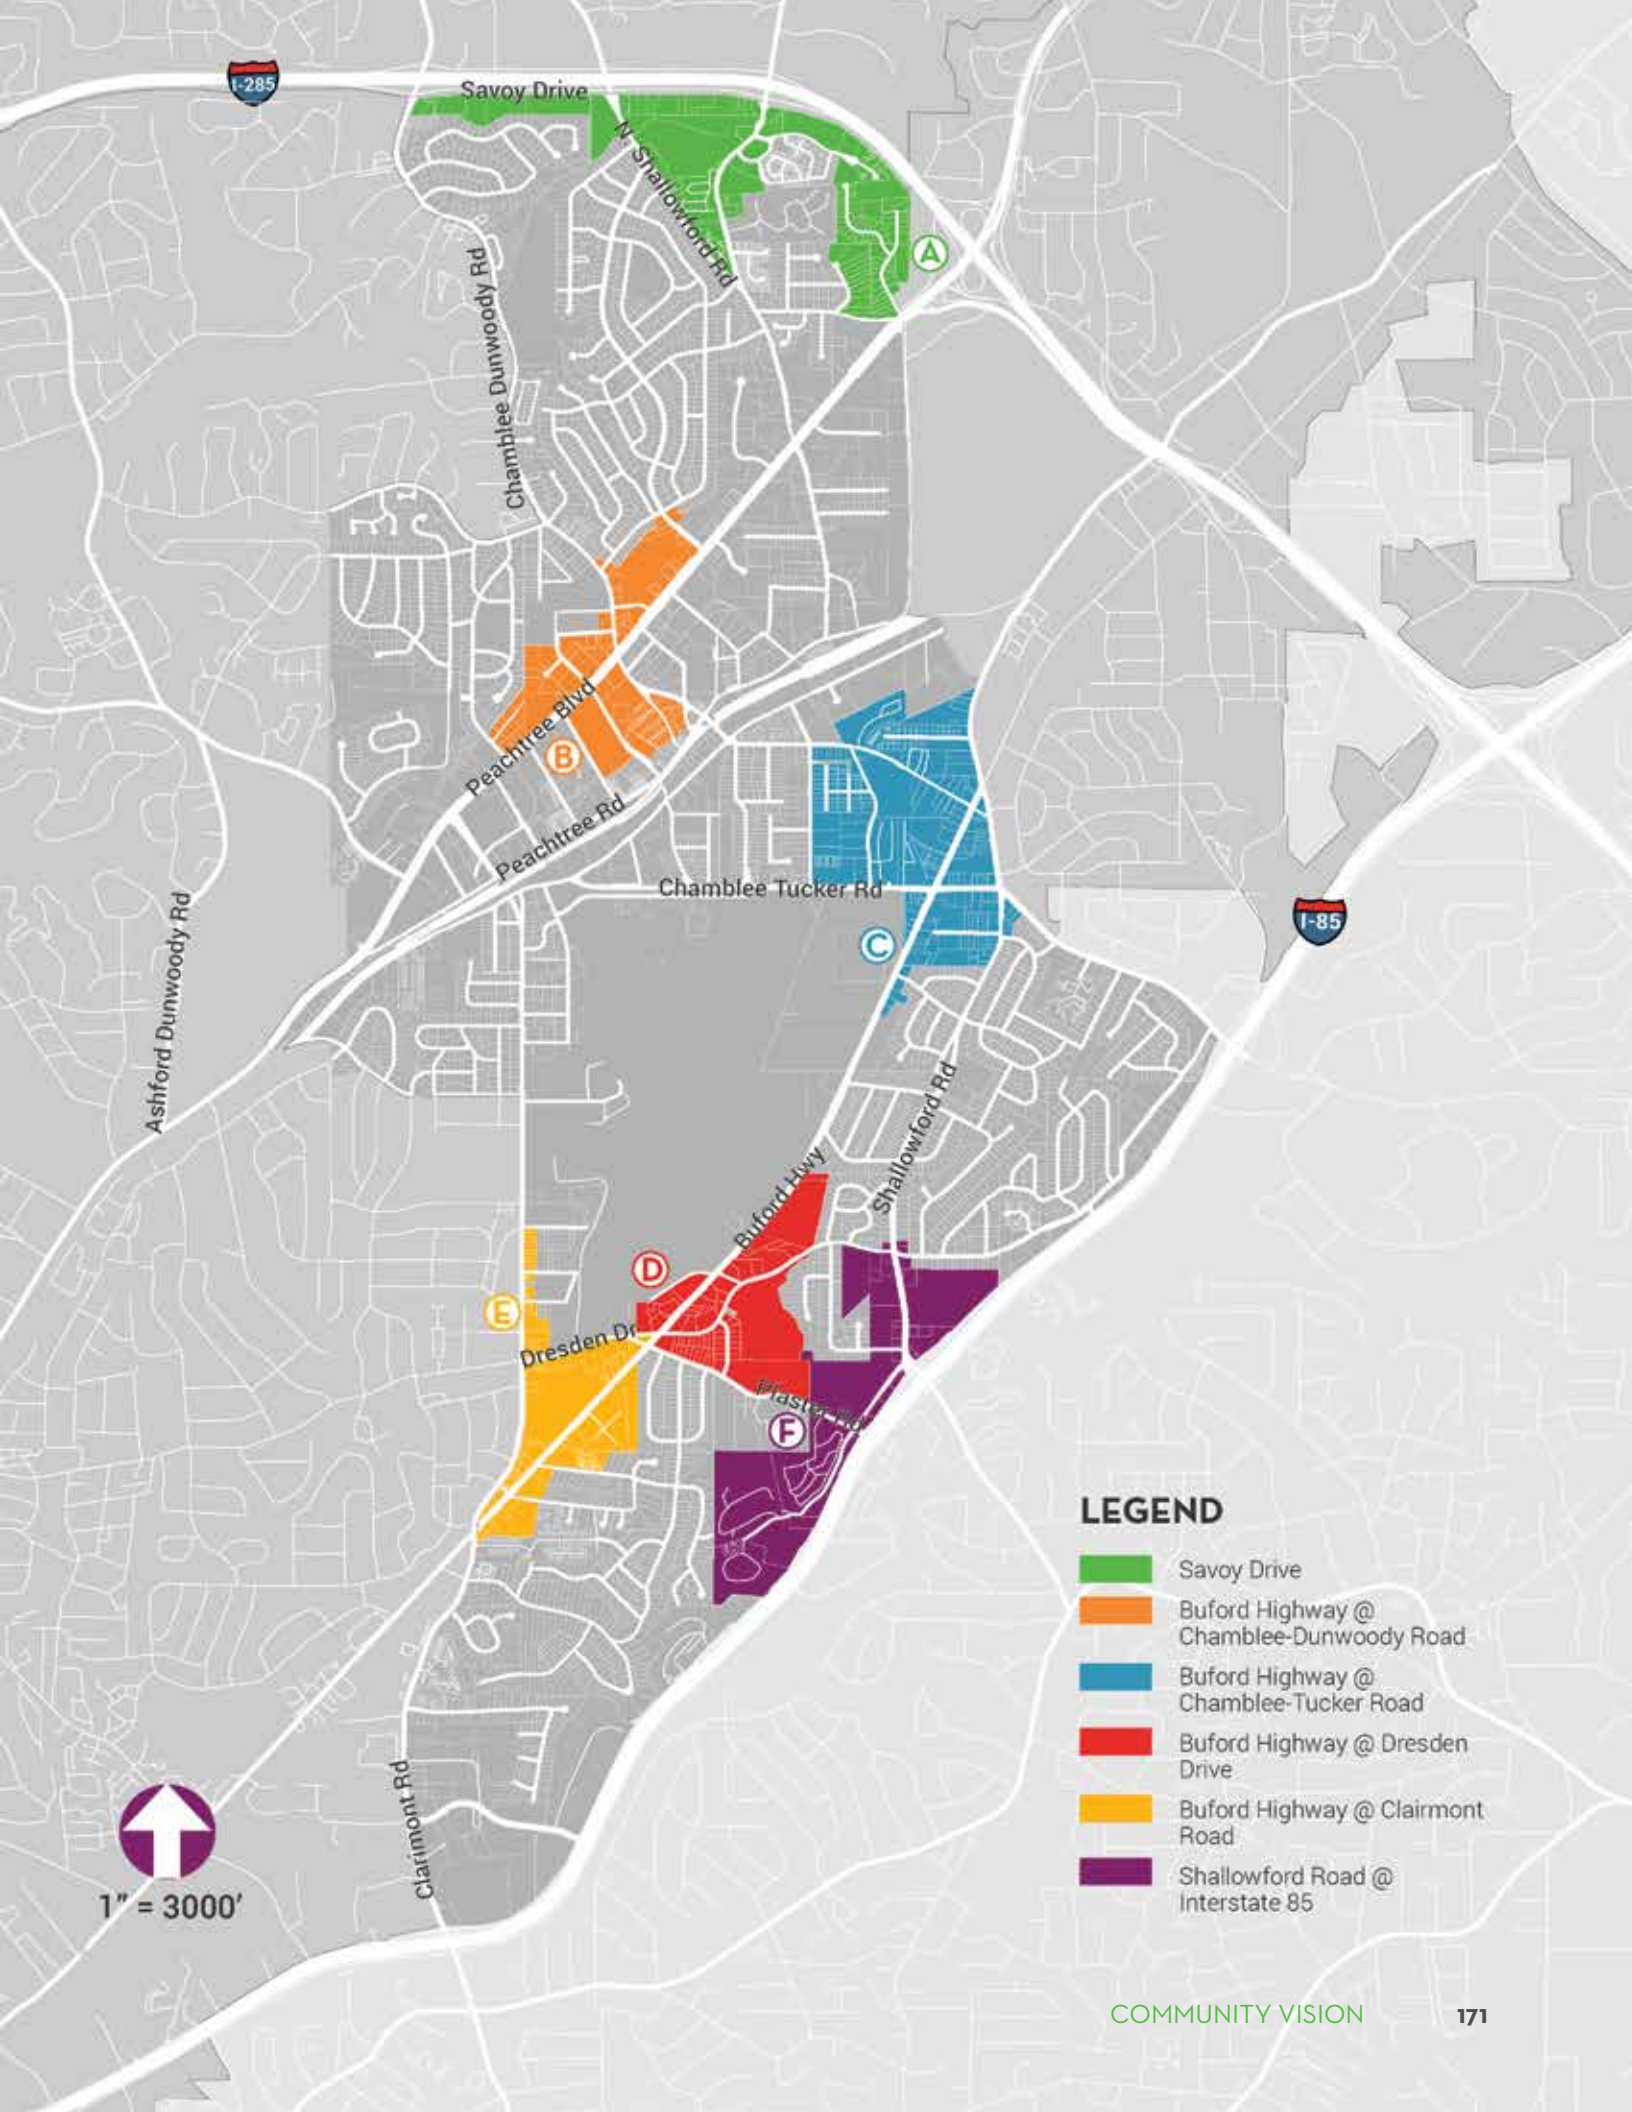 I-285
Savoy Drive
N. Shallowford Rd
A
Chamblee Dunwoody Rd
Peachtree Blvd
B
Peachtree Rd
Chamblee Tucker Rd
Ashford Dunwoody Rd
I-85
C
Shallowford Rd
Buford Hwy
D
E
Dresden Dr
Plaster Rd
F
LEGEND
Savoy Drive
Buford Highway @
Chamblee-Dunwoody Road
Buford Highway @
Chamblee-Tucker Road
Buford Highway @ Dresden
Drive
Buford Highway @ Clairmont
Road
Shallowford Road @
Interstate 85
Clarimont Rd
1” = 3000’
COMMUNITY VISION 171